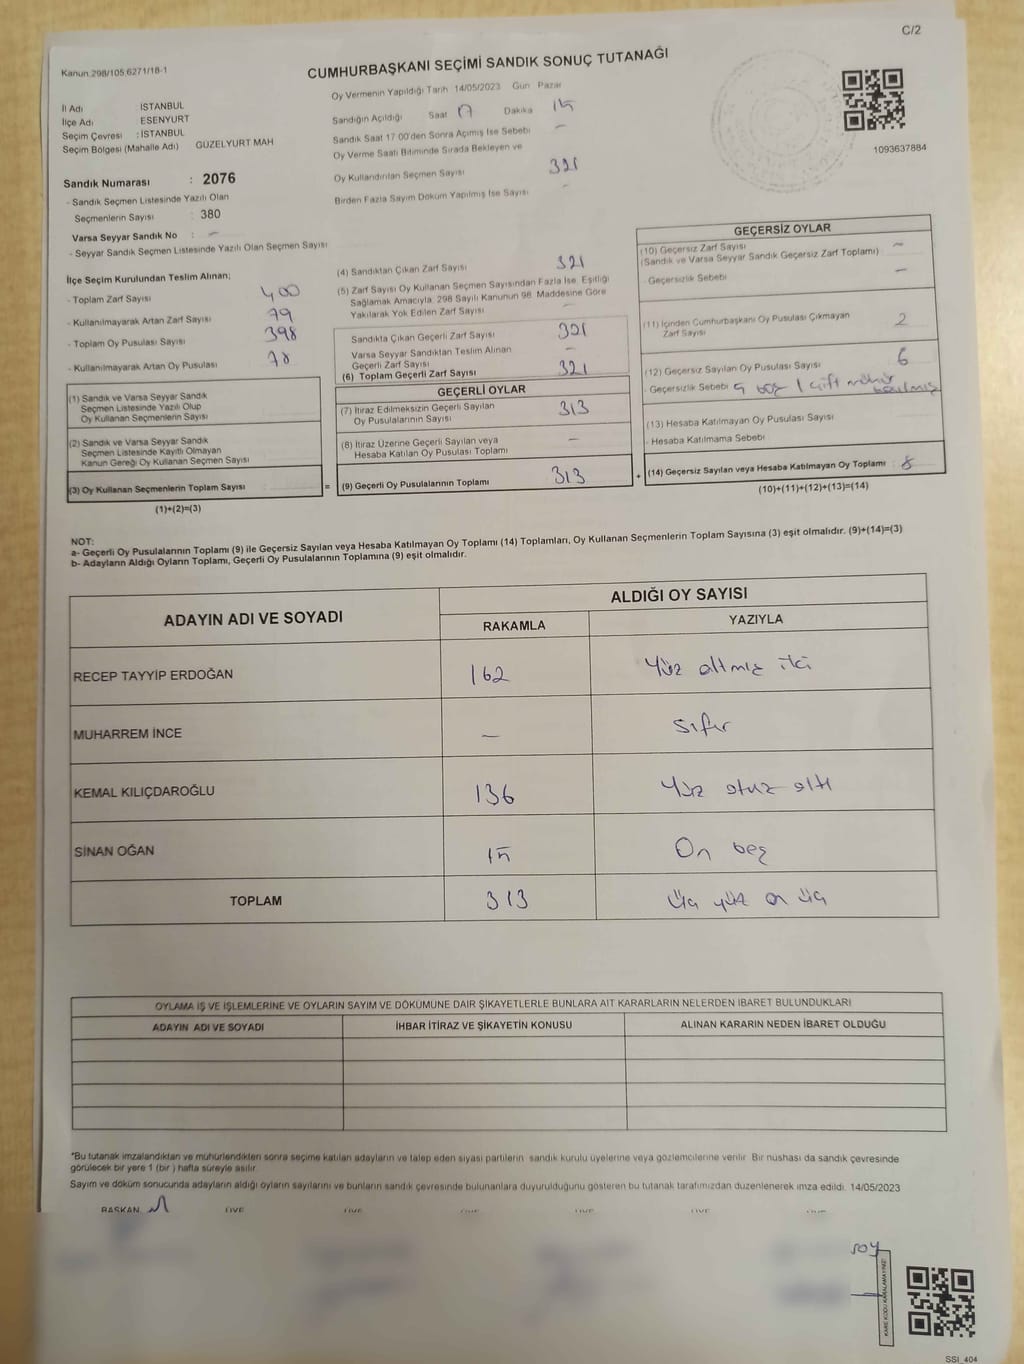 C/2
Kanun 298/105,6271/18-1
CUMHURBAŞKANI SEÇİMİ SANDIK SONUÇ TUTANAĞI
İl Adı : İSTANBUL
İlçe Adı : ESENYURT
Seçim Çevresi : İSTANBUL
Seçim Bölgesi (Mahalle Adı) GÜZELYURT MAH
Sandık Numarası : 2076
- Sandık Seçmen Listesinde Yazılı Olan
Seçmenlerin Sayısı : 380
Varsa Seyyar Sandık No : -
- Seyyar Sandık Seçmen Listesinde Yazılı Olan Seçmen Sayısı
Oy Vermenin Yapıldığı Tarih 14/05/2023 Gün Pazar
Sandığın Açıldığı Saat 17 Dakika 15
Sandık Saat 17:00'den Sonra Açılmış İse Sebebi -
Oy Verme Saati Bitiminde Sırada Bekleyen ve
Oy Kullandırılan Seçmen Sayısı 321
Birden Fazla Sayım Döküm Yapılmış İse Sayısı -
1093637884
İlçe Seçim Kurulundan Teslim Alınan;
- Toplam Zarf Sayısı 400
- Kullanılmayarak Artan Zarf Sayısı 79
- Toplam Oy Pusulası Sayısı 398
- Kullanılmayarak Artan Oy Pusulası 78
(1) Sandık ve Varsa Seyyar Sandık
Seçmen Listesinde Yazılı Olup
Oy Kullanan Seçmenlerin Sayısı
(2) Sandık ve Varsa Seyyar Sandık
Seçmen Listesinde Kayıtlı Olmayan
Kanun Gereği Oy Kullanan Seçmen Sayısı
(3) Oy Kullanan Seçmenlerin Toplam Sayısı
(1)+(2)=(3)
=
(4) Sandıktan Çıkan Zarf Sayısı 321
(5) Zarf Sayısı Oy Kullanan Seçmen Sayısından Fazla İse, Eşitliği
Sağlamak Amacıyla, 298 Sayılı Kanunun 98. Maddesine Göre
Yakılarak Yok Edilen Zarf Sayısı -
Sandıkta Çıkan Geçerli Zarf Sayısı 321
Varsa Seyyar Sandıktan Teslim Alınan
Geçerli Zarf Sayısı -
(6) Toplam Geçerli Zarf Sayısı 321
GEÇERLİ OYLAR
(7) İtiraz Edilmeksizin Geçerli Sayılan
Oy Pusulalarının Sayısı 313
(8) İtiraz Üzerine Geçerli Sayılan veya
Hesaba Katılan Oy Pusulası Toplamı -
(9) Geçerli Oy Pusulalarının Toplamı 313
+
GEÇERSİZ OYLAR
(10) Geçersiz Zarf Sayısı -
(Sandık ve Varsa Seyyar Sandık Geçersiz Zarf Toplamı)
- Geçersizlik Sebebi -
(11) İçinden Cumhurbaşkanı Oy Pusulası Çıkmayan
Zarf Sayısı 2
(12) Geçersiz Sayılan Oy Pusulası Sayısı 6
- Geçersizlik Sebebi 5 boş 1 çift mühür
basılmış
(13) Hesaba Katılmayan Oy Pusulası Sayısı
- Hesaba Katılmama Sebebi
(14) Geçersiz Sayılan veya Hesaba Katılmayan Oy Toplamı : 8
(10)+(11)+(12)+(13)=(14)
NOT:
a- Geçerli Oy Pusulalarının Toplamı (9) ile Geçersiz Sayılan veya Hesaba Katılmayan Oy Toplamı (14) Toplamları, Oy Kullanan Seçmenlerin Toplam Sayısına (3) eşit olmalıdır. (9)+(14)=(3)
b- Adayların Aldığı Oyların Toplamı, Geçerli Oy Pusulalarının Toplamına (9) eşit olmalıdır.
ADAYIN ADI VE SOYADI ALDIĞI OY SAYISI
RAKAMLA YAZIYLA
RECEP TAYYİP ERDOĞAN 162 Yüz altmış iki
MUHARREM İNCE - Sıfır
KEMAL KILIÇDAROĞLU 136 Yüz otuz altı
SİNAN OĞAN 15 On beş
TOPLAM 313 üç yüz on üç
OYLAMA İŞ VE İŞLEMLERİNE VE OYLARIN SAYIM VE DÖKÜMÜNE DAİR ŞİKAYETLERLE BUNLARA AİT KARARLARIN NELERDEN İBARET BULUNDUKLARI
ADAYIN ADI VE SOYADI İHBAR İTİRAZ VE ŞİKAYETİN KONUSU ALINAN KARARIN NEDEN İBARET OLDUĞU
*Bu tutanak imzalandıktan ve mühürlendikten sonra seçime katılan adayların ve talep eden siyasi partilerin sandık kurulu üyelerine veya gözlemcilerine verilir. Bir nüshası da sandık çevresinde
görülecek bir yere 1 (bir) hafta süreyle asılır.
Sayım ve döküm sonucunda adayların aldığı oyların sayılarını ve bunların sandık çevresinde bulunanlara duyurulduğunu gösteren bu tutanak tarafımızdan düzenlenerek imza edildi. 14/05/2023
BAŞKAN
KARE KODU KARALAMAYINIZ!
SSI_404